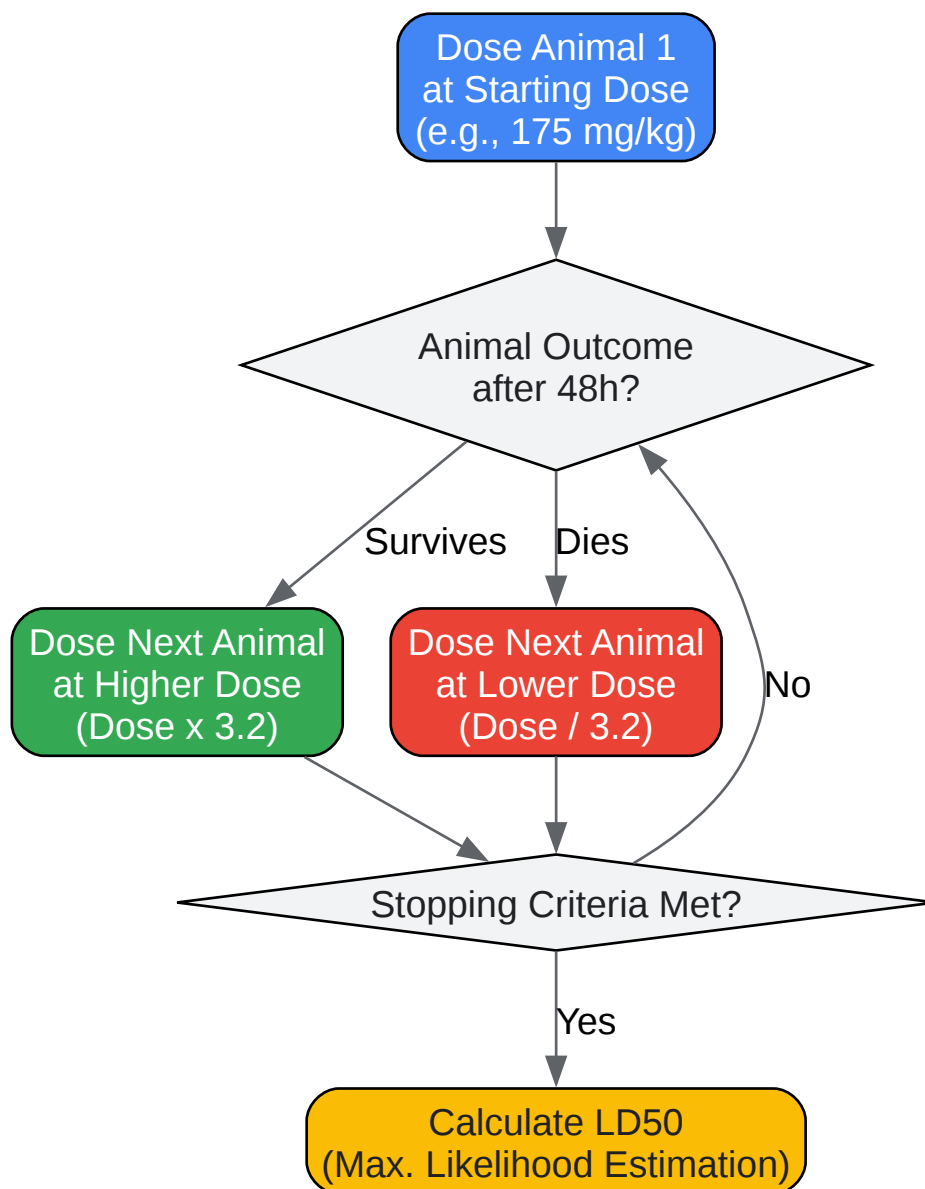 Dose Animal 1
at Starting Dose
(e.g., 175 mg/kg)
Animal Outcome
after 48h?
Survives
Dies
Dose Next Animal
at Higher Dose
(Dose x 3.2)
Dose Next Animal
at Lower Dose
(Dose / 3.2)
No
Stopping Criteria Met?
Yes
Calculate LD50
(Max. Likelihood Estimation)